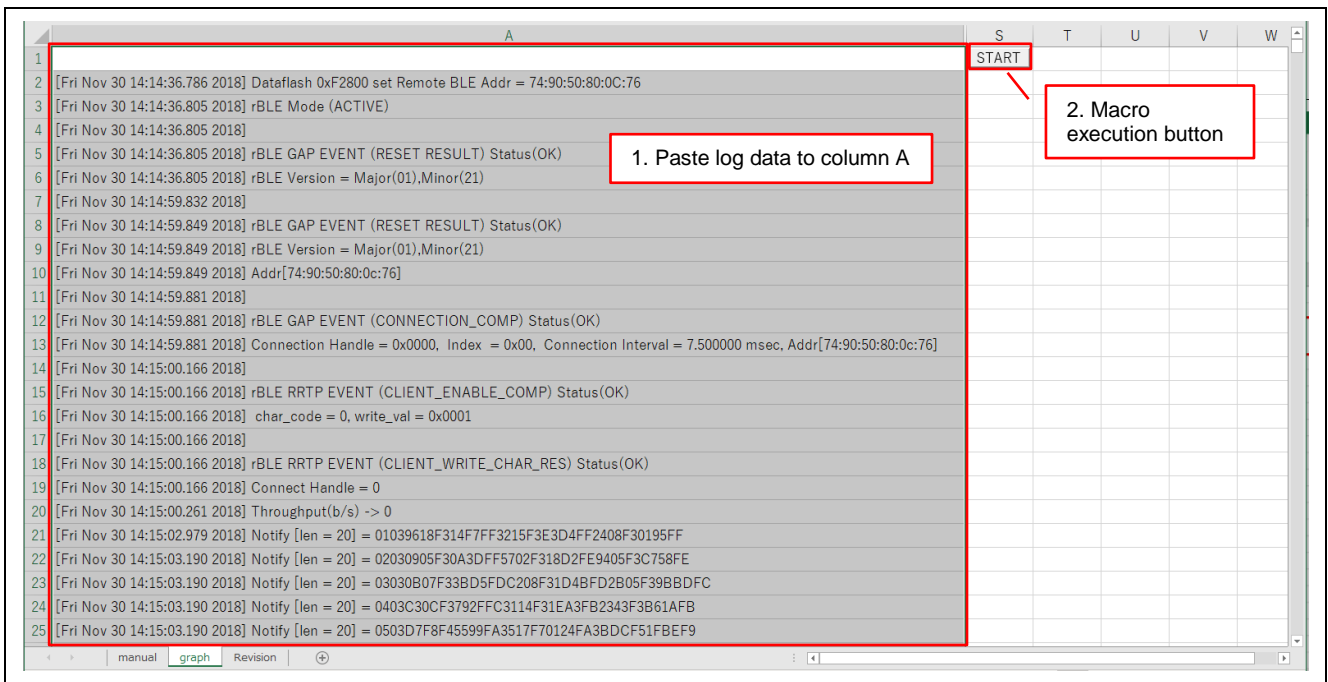 A S T U V W
1 START
2 [Fri Nov 30 14:14:36.786 2018] Dataflash 0xF2800 set Remote BLE Addr = 74:90:50:80:0C:76
3 [Fri Nov 30 14:14:36.805 2018] rBLE Mode (ACTIVE)
4 [Fri Nov 30 14:14:36.805 2018]
5 [Fri Nov 30 14:14:36.805 2018] rBLE GAP EVENT (RESET RESULT) Status(OK)
6 [Fri Nov 30 14:14:36.805 2018] rBLE Version = Major(01),Minor(21)
7 [Fri Nov 30 14:14:59.832 2018]
8 [Fri Nov 30 14:14:59.849 2018] rBLE GAP EVENT (RESET RESULT) Status(OK)
9 [Fri Nov 30 14:14:59.849 2018] rBLE Version = Major(01),Minor(21)
10 [Fri Nov 30 14:14:59.849 2018] Addr[74:90:50:80:0c:76]
11 [Fri Nov 30 14:14:59.881 2018]
12 [Fri Nov 30 14:14:59.881 2018] rBLE GAP EVENT (CONNECTION_COMP) Status(OK)
13 [Fri Nov 30 14:14:59.881 2018] Connection Handle = 0x0000, Index = 0x00, Connection Interval = 7.500000 msec, Addr[74:90:50:80:0c:76]
14 [Fri Nov 30 14:15:00.166 2018]
15 [Fri Nov 30 14:15:00.166 2018] rBLE RRTP EVENT (CLIENT_ENABLE_COMP) Status(OK)
16 [Fri Nov 30 14:15:00.166 2018] char_code = 0, write_val = 0x0001
17 [Fri Nov 30 14:15:00.166 2018]
18 [Fri Nov 30 14:15:00.166 2018] rBLE RRTP EVENT (CLIENT_WRITE_CHAR_RES) Status(OK)
19 [Fri Nov 30 14:15:00.166 2018] Connect Handle = 0
20 [Fri Nov 30 14:15:00.261 2018] Throughput(b/s) -> 0
21 [Fri Nov 30 14:15:02.979 2018] Notify [len = 20] = 01039618F314F7FF3215F3E3D4FF2408F30195FF
22 [Fri Nov 30 14:15:03.190 2018] Notify [len = 20] = 02030905F30A3DFF5702F318D2FE9405F3C758FE
23 [Fri Nov 30 14:15:03.190 2018] Notify [len = 20] = 03030B07F33BD5FDC208F31D4BFD2B05F39BBDFC
24 [Fri Nov 30 14:15:03.190 2018] Notify [len = 20] = 0403C30CF3792FFC3114F31EA3FB2343F3B61AFB
25 [Fri Nov 30 14:15:03.190 2018] Notify [len = 20] = 0503D7F8F45599FA3517F70124FA3BDCF51FBEF9
1. Paste log data to column A
2. Macro
execution button
manual graph Revision